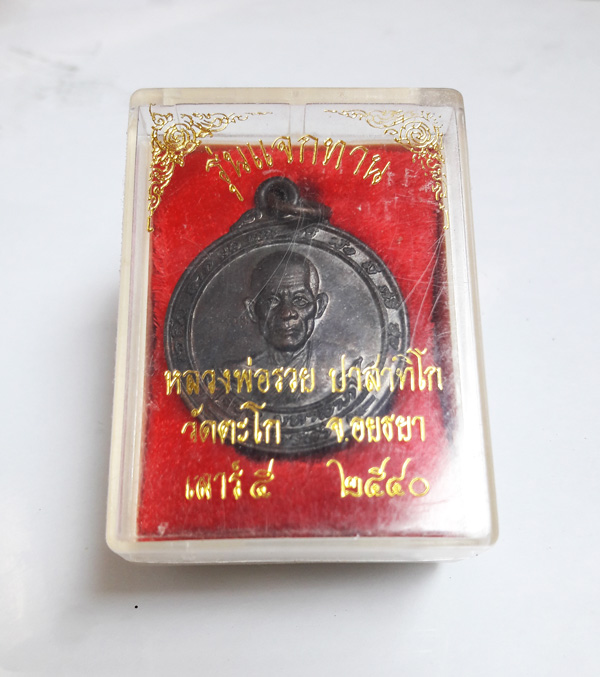 รุ่นแจกทาน
หลวงพ่อรวย ปาสาทิโก
วัดตะโก จ.อยุธยา
เสาร์ ๕ ๒๕๔๐